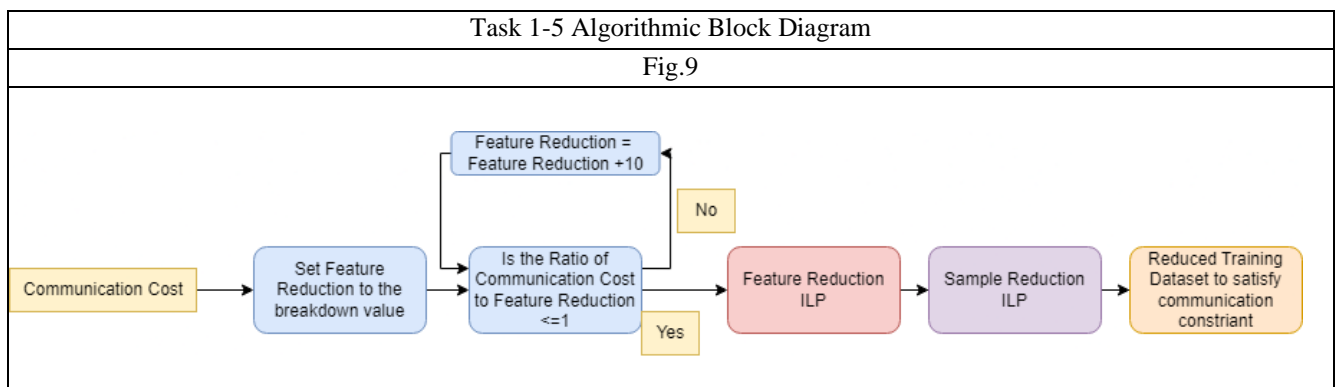 Task 1-5 Algorithmic Block Diagram
Fig.9
Feature Reduction =
Feature Reduction +10
No
Communication Cost
Set Feature
Reduction to the
breakdown value
Is the Ratio of
Communication Cost
to Feature Reduction
<=1
Yes
Feature Reduction
ILP
Sample Reduction
ILP
Reduced Training
Dataset to satisfy
communication
constriant